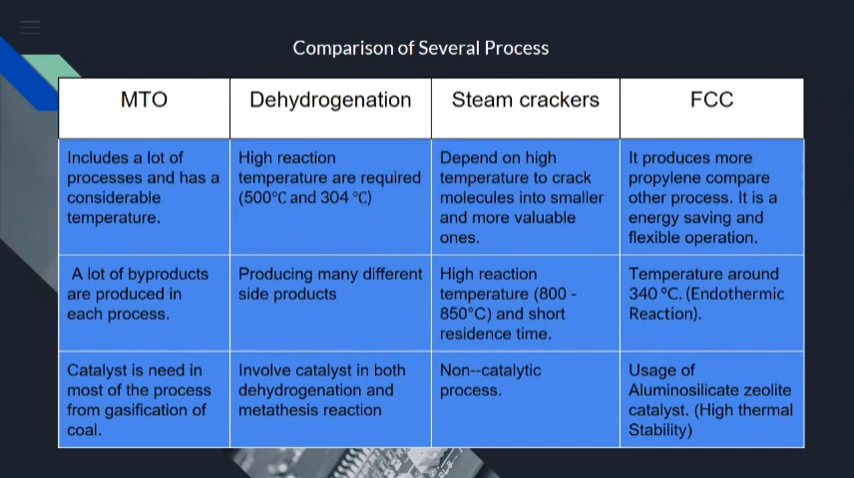 Comparison of Several Process
MTO
Dehydrogenation
Steam crackers
FCC
Includes a lot of
processes and has a
considerable
temperature.
High reaction
temperature are required
(500°C and 304 °C)
Depend on high
temperature to crack
molecules into smaller
and more valuable
ones.
It produces more
propylene compare
other process. It is a
energy saving and
flexible operation.
A lot of byproducts
are produced in
each process.
Producing many different
side products
High reaction
temperature (800 -
850°C) and short
residence time.
Temperature around
340 °C. (Endothermic
Reaction).
Catalyst is need in
most of the process
from gasification of
coal.
Involve catalyst in both
dehydrogenation and
metathesis reaction
Non--catalytic
process.
Usage of
Aluminosilicate zeolite
catalyst. (High thermal
Stability)